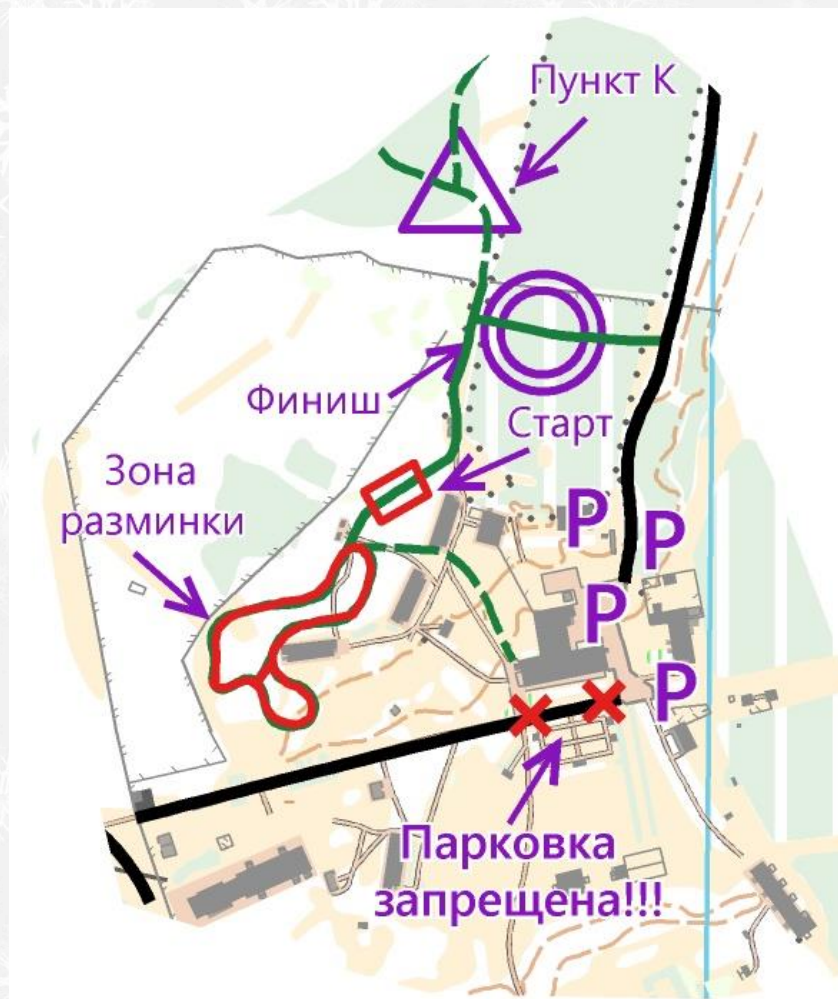 Пункт К
Финиш
Старт
Зона
разминки
P
P
P
P
Парковка
запрещена!!!